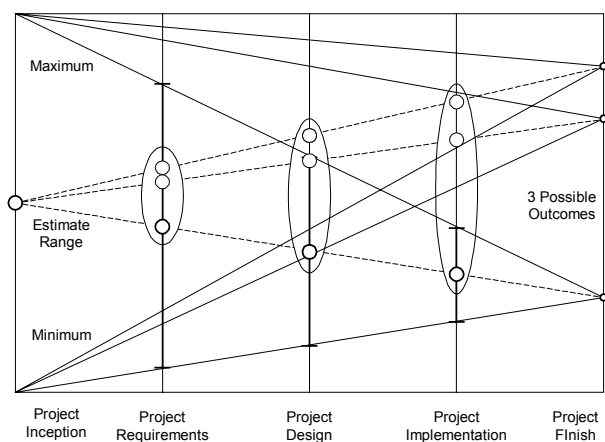 Maximum
Estimate
Range
3 Possible
Outcomes
Minimum
Project
Inception
Project
Requirements
Project
Design
Project
Implementation
Project
FInish